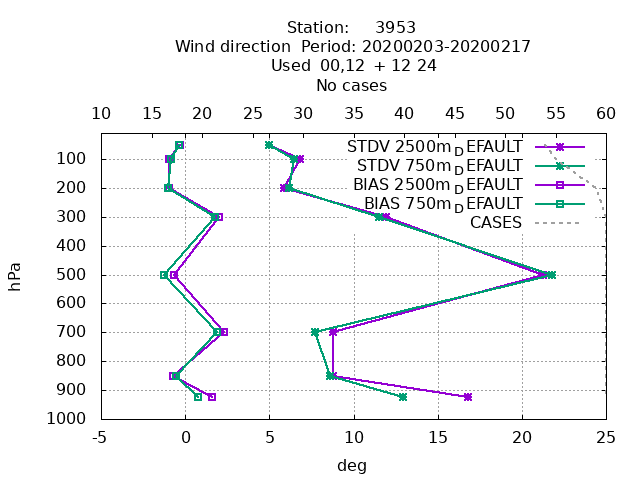 Station: 3953
Wind direction Period: 20200203-20200217
Used 00,12 + 12 24
No cases
10 15 20 25 30 35 40 45 50 55 60
STDV 2500m_DEFAULT
STDV 750m_DEFAULT
BIAS 2500m_DEFAULT
BIAS 750m_DEFAULT
CASES
100
200
300
400
500
600
700
800
900
1000
hPa
-5 0 5 10 15 20 25
deg